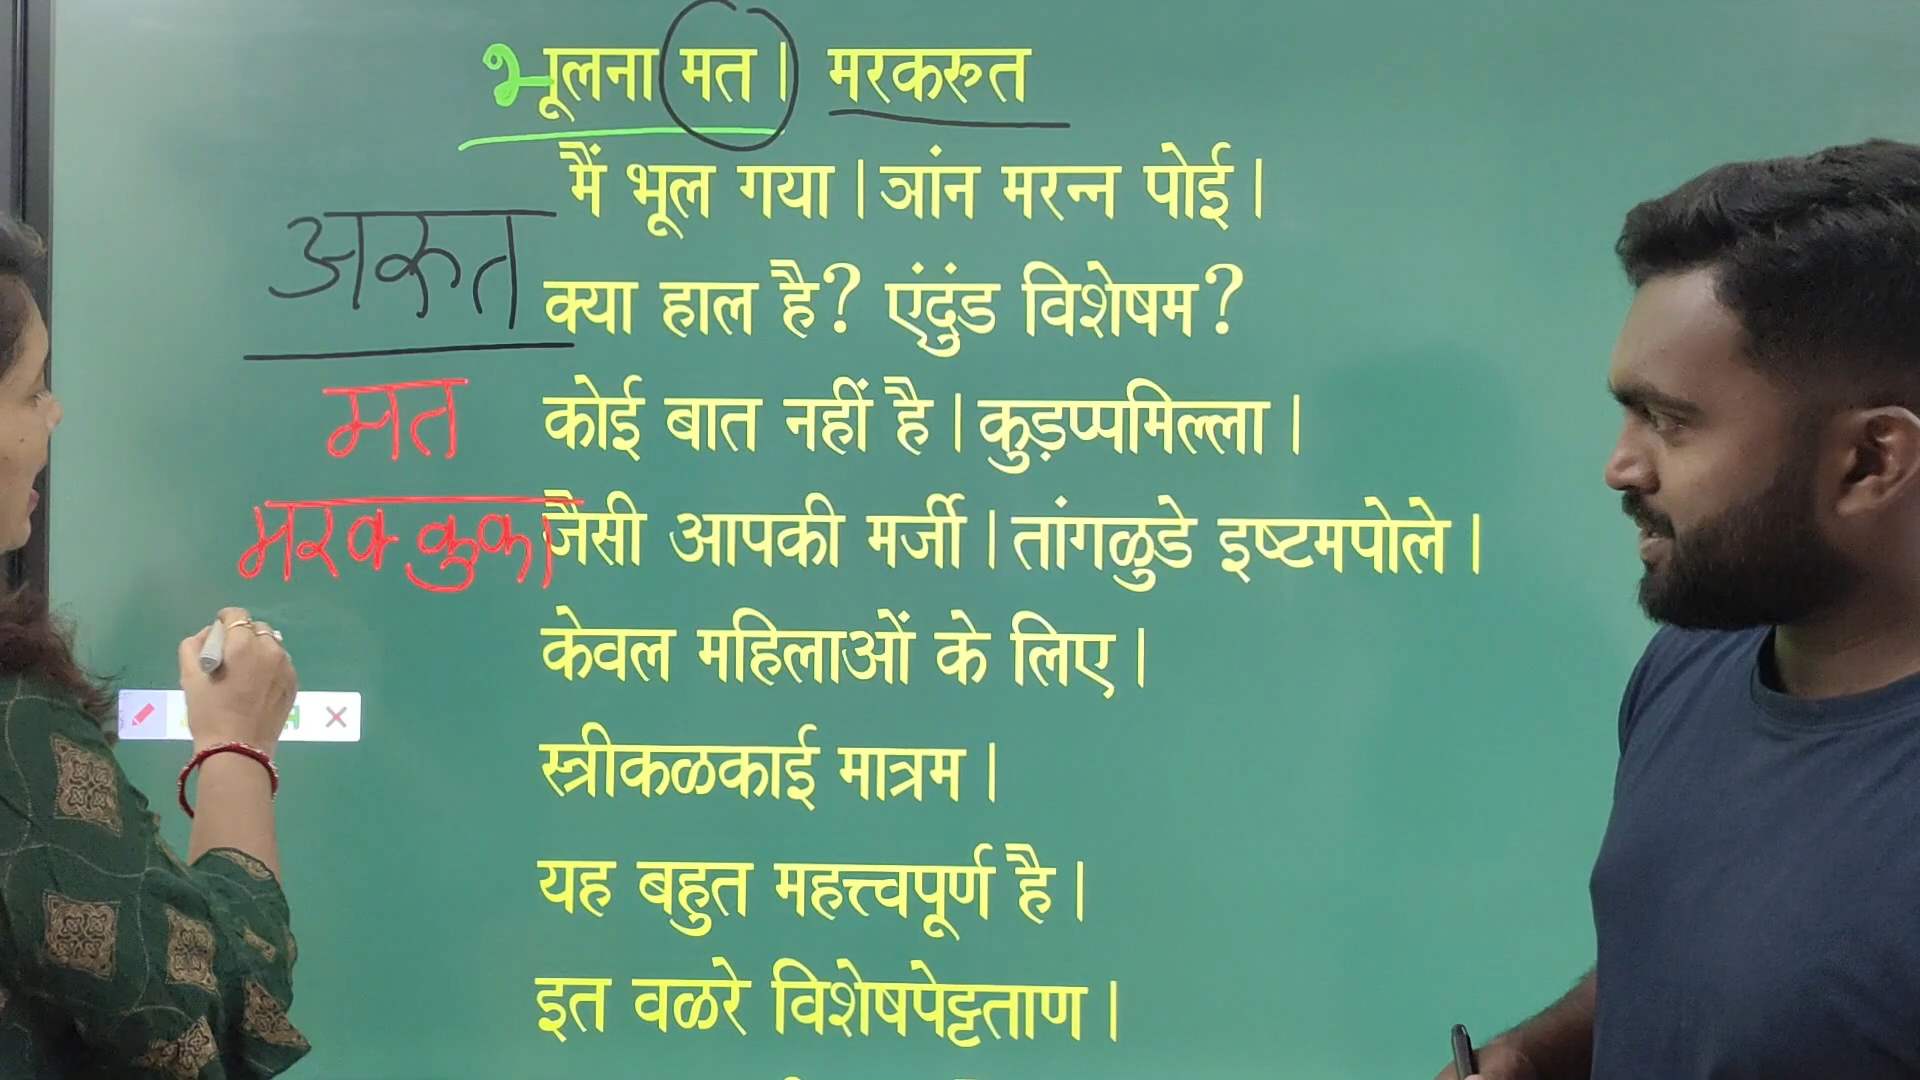 भूलना मत। मरकरुत
मैं भूल गया।ञांन मरन्न पोई।
अरुत
क्या हाल है? एंदुंड विशेषम?
मत
कोई बात नहीं है।कुड़प्पमिल्ला।
मरक्कुका
जैसी आपकी मर्जी।तांगळुडे इष्टमपोले।
केवल महिलाओं के लिए।
स्त्रीकळकाई मात्रम।
यह बहुत महत्त्वपूर्ण है।
इत वळरे विशेषपेट्टताण।